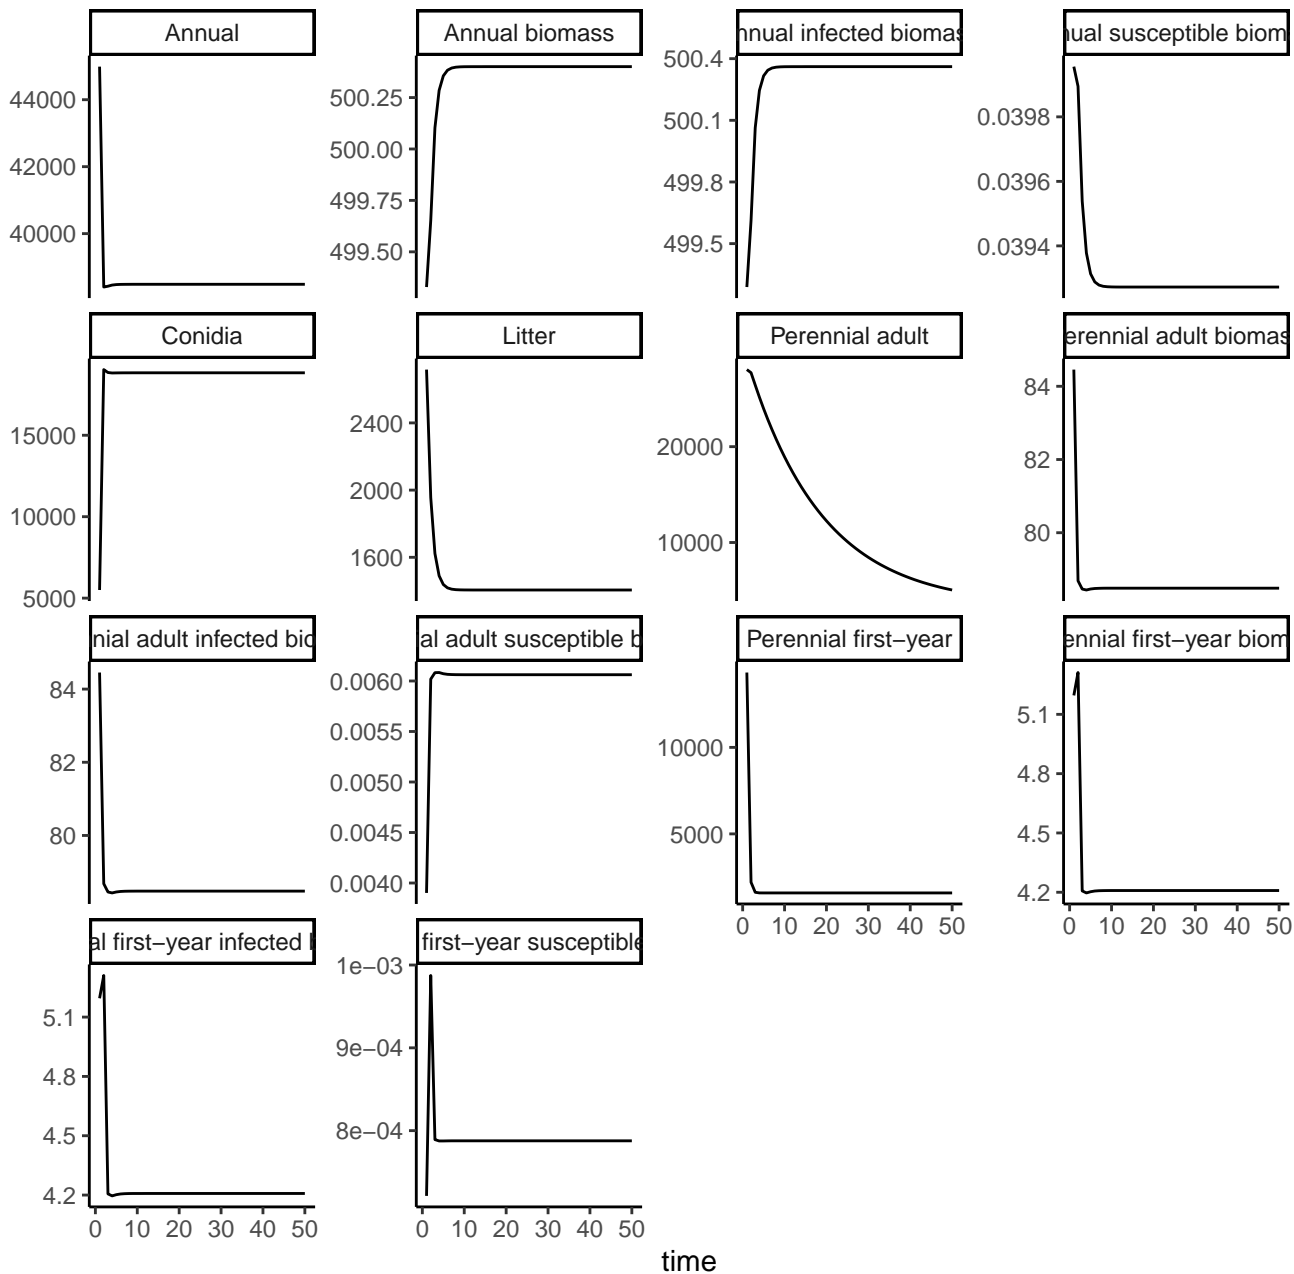 Annual
Annual biomass
nnual infected biomas
nual susceptible biom
44000
42000
40000
500.25
500.00
499.75
499.50
500.4
500.1
499.8
499.5
0.0398
0.0396
0.0394
Conidia
Litter
Perennial adult
erennial adult biomas
15000
10000
5000
2400
2000
1600
20000
10000
84
82
80
nial adult infected bio
al adult susceptible b
Perennial first−year
ennial first−year biom
84
82
80
0.0060
0.0055
0.0050
0.0045
0.0040
10000
5000
5.1
4.8
4.5
4.2
0 10 20 30 40 50
0 10 20 30 40 50
al first−year infected b
first−year susceptible
5.1
4.8
4.5
4.2
1e−03
9e−04
8e−04
0 10 20 30 40 50
0 10 20 30 40 50
time